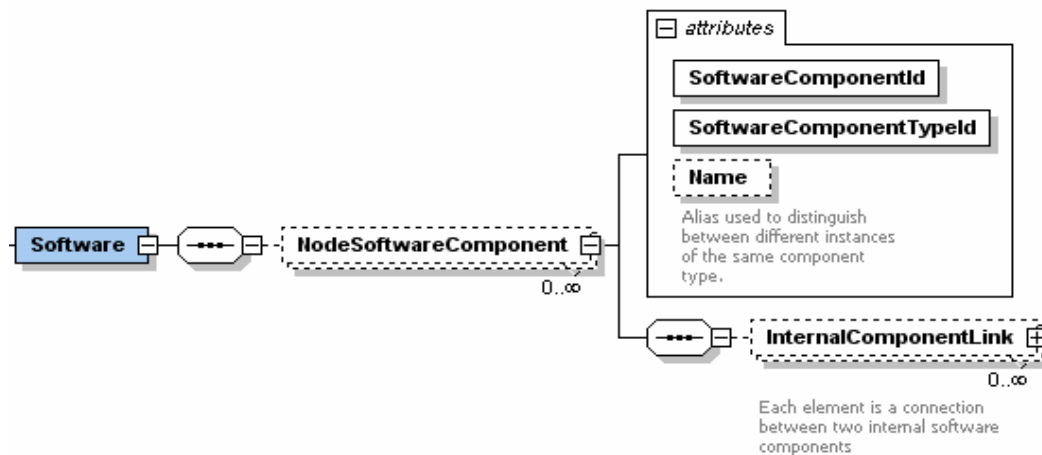 attributes
SoftwareComponentId
SoftwareComponentTypeId
Name
Alias used to distinguish
between different instances
of the same component
type.
Software
NodeSoftwareComponent
0..∞
InternalComponentLink
0..∞
Each element is a connection
between two internal software
components